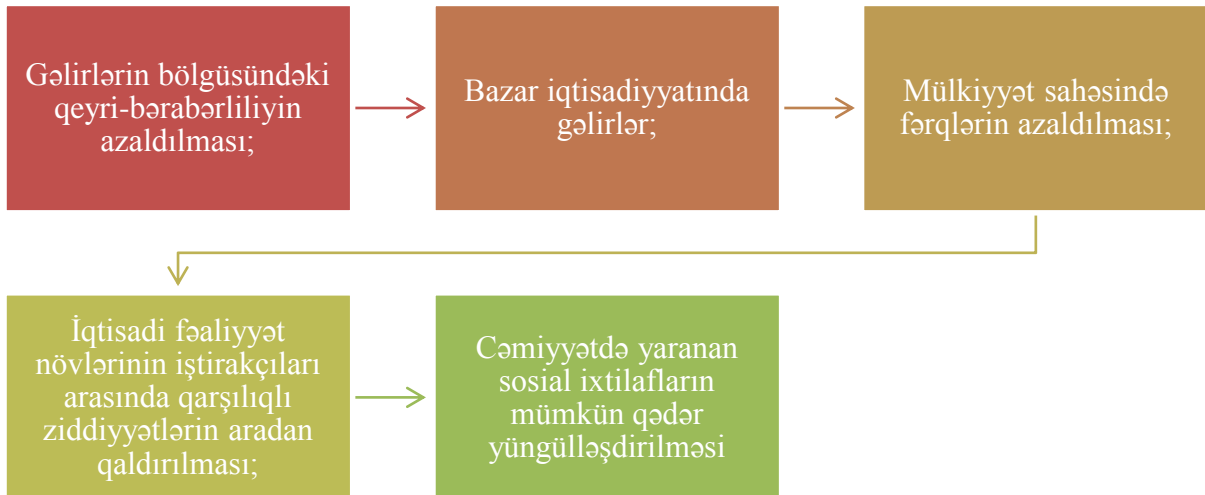 Gəlirlərin bölgüsündəki
qeyri-bərabərliliyin
azaldılması;
Bazar iqtisadiyyatında
gəlirlər;
Mülkiyyət sahəsində
fərqlərin azaldılması;
İqtisadi fəaliyyət
növlərinin iştirakçıları
arasında qarşılıqlı
ziddiyyətlərin aradan
qaldırılması;
Cəmiyyətdə yaranan
sosial ixtilafların
mümkün qədər
yüngülləşdirilməsi